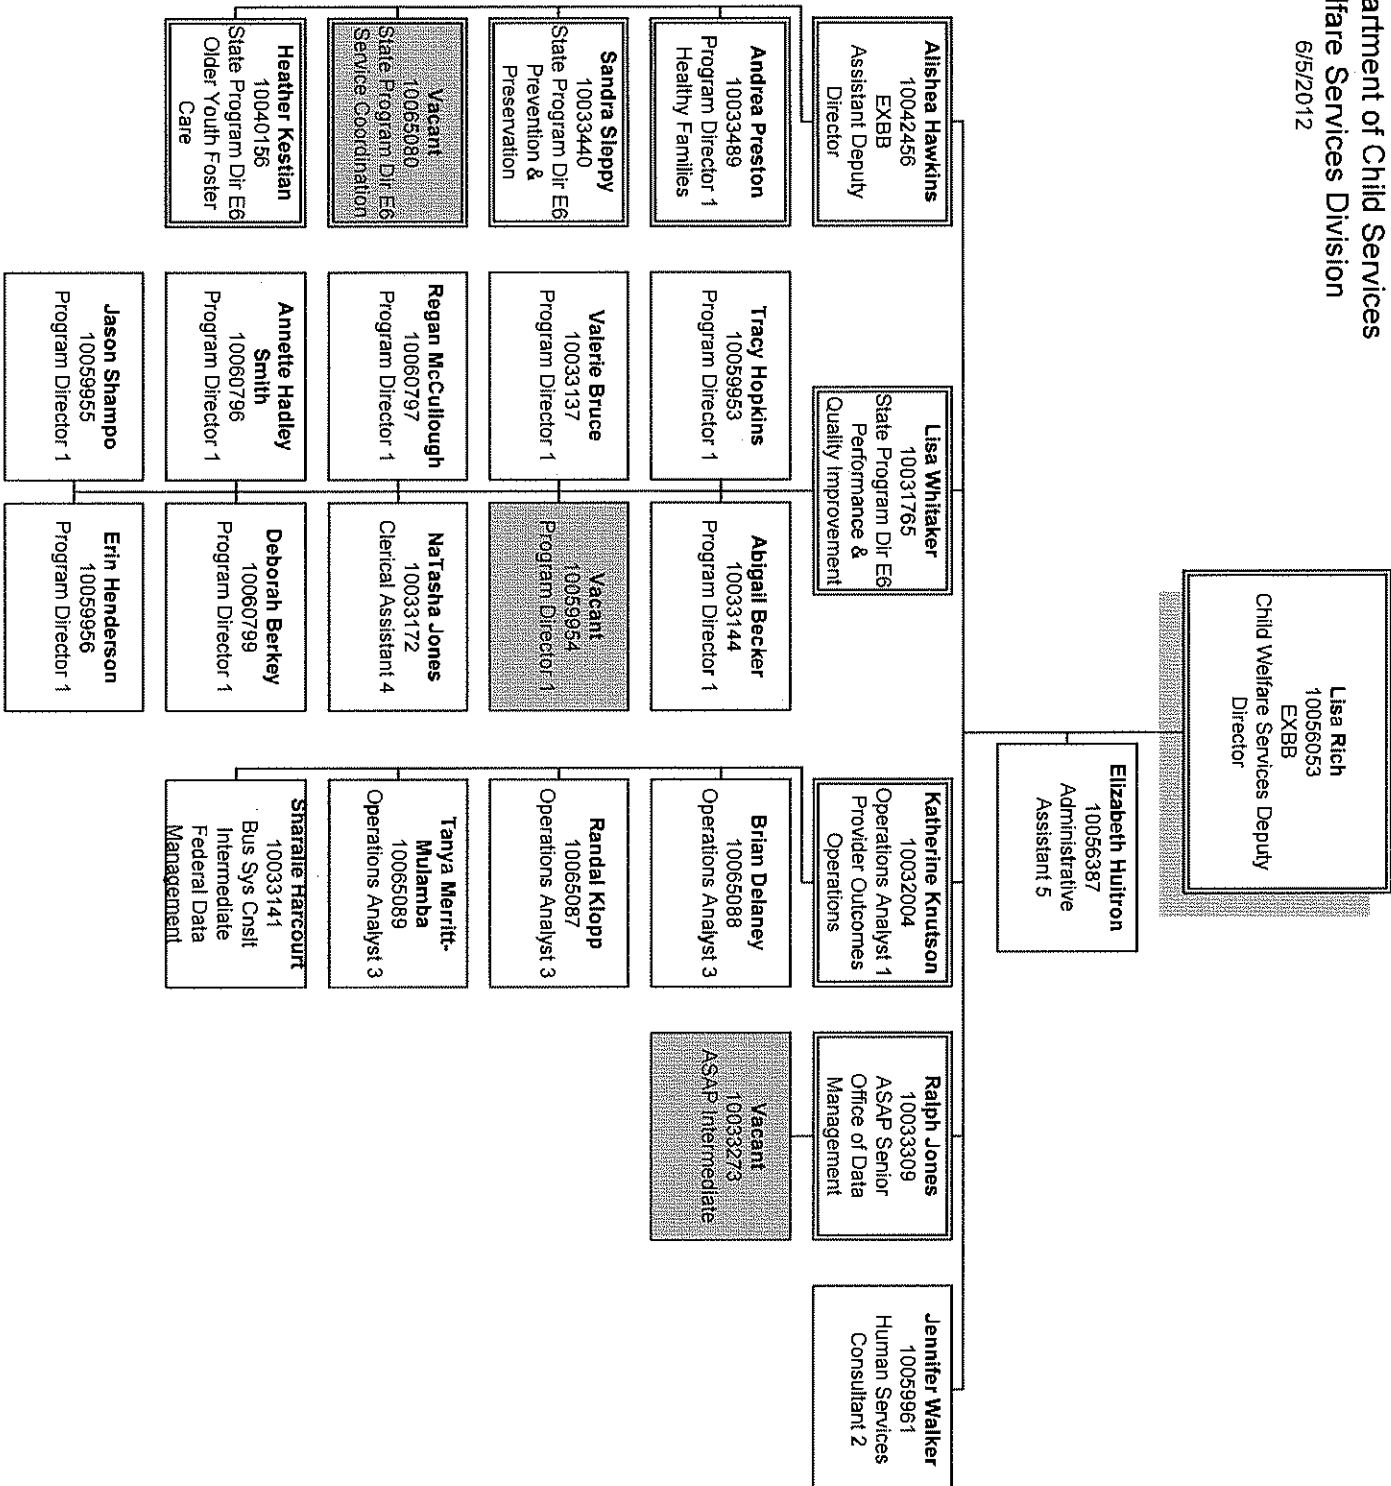 artment of Child Services
lfare Services Division
6/5/2012
Lisa Rich
10056053
EXBB
Child Welfare Services Deputy
Director
Elizabeth Huitron
10056387
Administrative
Assistant 5
Alishea Hawkins
10042456
EXBB
Assistant Deputy
Director
Andrea Preston
10033489
Program Director 1
Healthy Families
Sandra Sleppy
10033440
State Program Dir E6
Prevention &
Preservation
Vacant
10065080
State Program Dir E6
Service Coordination
Heather Kestian
10040156
State Program Dir E6
Older Youth Foster
Care
Lisa Whitaker
10031765
State Program Dir E6
Performance &
Quality Improvement
Tracy Hopkins
10059953
Program Director 1
Abigail Becker
10033144
Program Director 1
Valerie Bruce
10033137
Program Director 1
Vacant
10059954
Program Director 1
Regan McCullough
10060797
Program Director 1
NaTasha Jones
10033172
Clerical Assistant 4
Annette Hadley
Smith
10060796
Program Director 1
Deborah Berkey
10060799
Program Director 1
Jason Shampo
10059955
Program Director 1
Erin Henderson
10059956
Program Director 1
Katherine Knutson
10032004
Operations Analyst 1
Provider Outcomes
Operations
Brian Delaney
10065088
Operations Analyst 3
Randal Klopp
10065087
Operations Analyst 3
Tanya Merritt-
Mulamba
10065089
Operations Analyst 3
Sharalie Harcourt
10033141
Bus Sys Cnslt
Intermediate
Federal Data
Management
Ralph Jones
10033309
ASAP Senior
Office of Data
Management
Vacant
10033273
ASAP Intermediate
Jennifer Walker
10059961
Human Services
Consultant 2